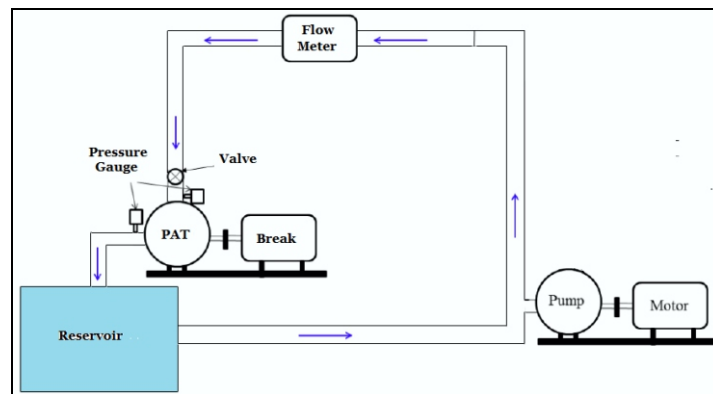 Flow
Meter
Pressure
Gauge
Valve
PAT
Break
Pump
Motor
Reservoir